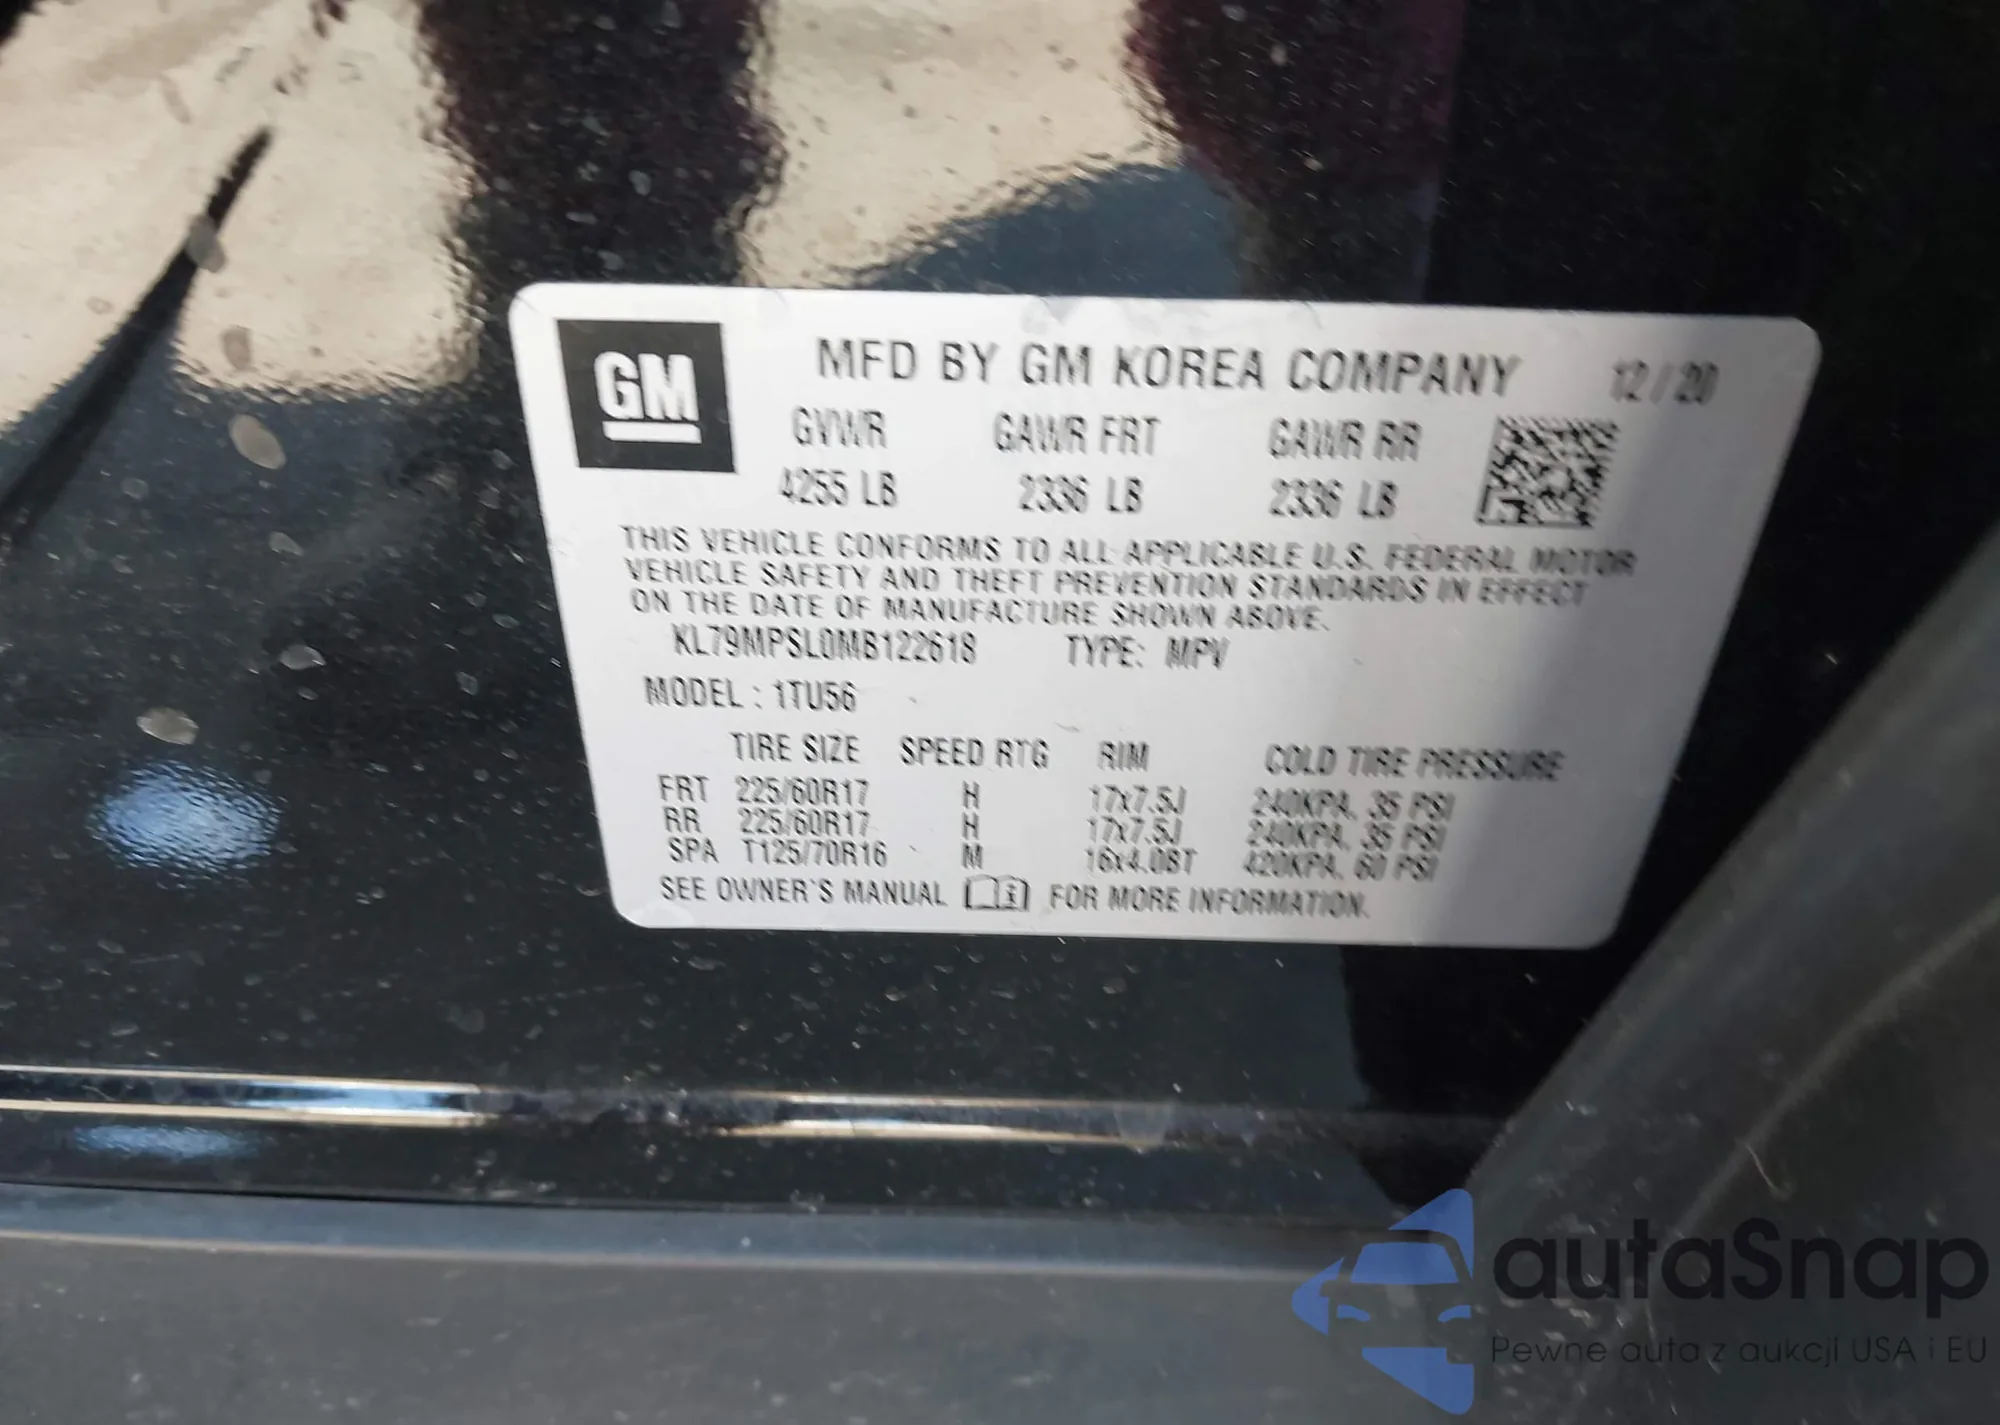 GM
MFD BY GM KOREA COMPANY 12/20
GVWR GAWR FRT GAWR RR
4255 LB 2336 LB 2336 LB
THIS VEHICLE CONFORMS TO ALL APPLICABLE U.S. FEDERAL MOTOR
VEHICLE SAFETY AND THEFT PREVENTION STANDARDS IN EFFECT
ON THE DATE OF MANUFACTURE SHOWN ABOVE.
KL79MPSL0MB122618 TYPE: MPV
MODEL : 1TU56
TIRE SIZE SPEED RTG RIM COLD TIRE PRESSURE
FRT 225/60R17 H 17x7.5J 240KPA, 35 PSI
RR 225/60R17 H 17x7.5J 240KPA, 35 PSI
SPA T125/70R16 M 16x4.0BT 420KPA, 60 PSI
SEE OWNER'S MANUAL FOR MORE INFORMATION.
autaSnap
Pewne auta z aukcji USA i EU